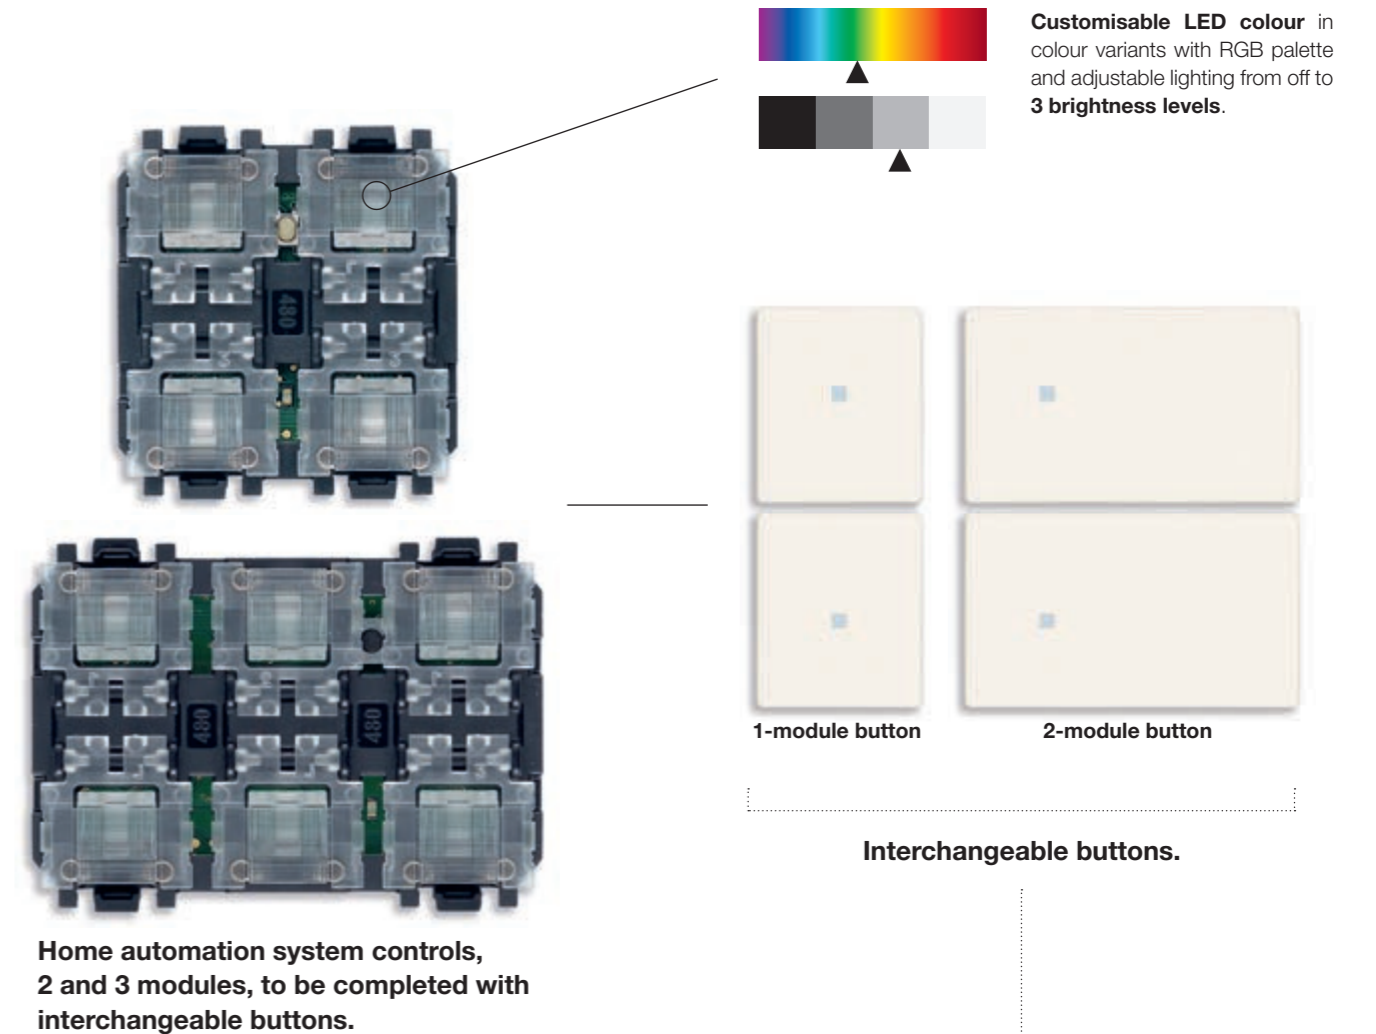 Customisable LED colour in
colour variants with RGB palette
and adjustable lighting from off to
3 brightness levels.
480
480
480
1-module button
2-module button
Interchangeable buttons.
Home automation system controls,
2 and 3 modules, to be completed with
interchangeable buttons.